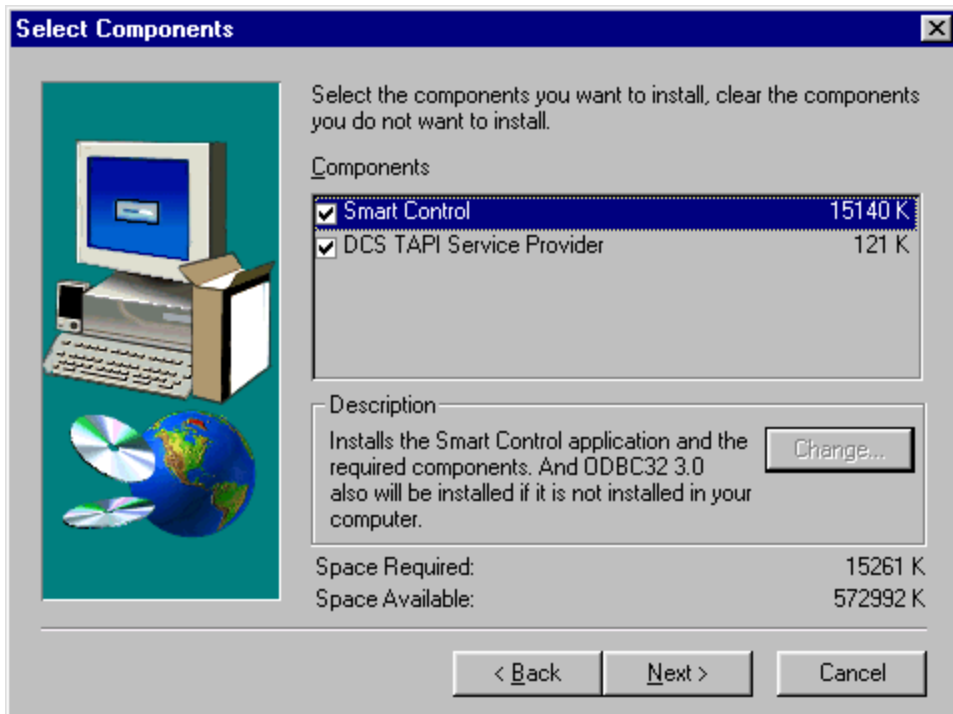 Select Components
Select the components you want to install, clear the components
you do not want to install.
Components
Smart Control 15140 K
DCS TAPI Service Provider 121 K
Description
Installs the Smart Control application and the
required components. And ODBC32 3.0
also will be installed if it is not installed in your
computer.
Change...
Space Required: 15261 K
Space Available: 572992 K
< Back Next > Cancel